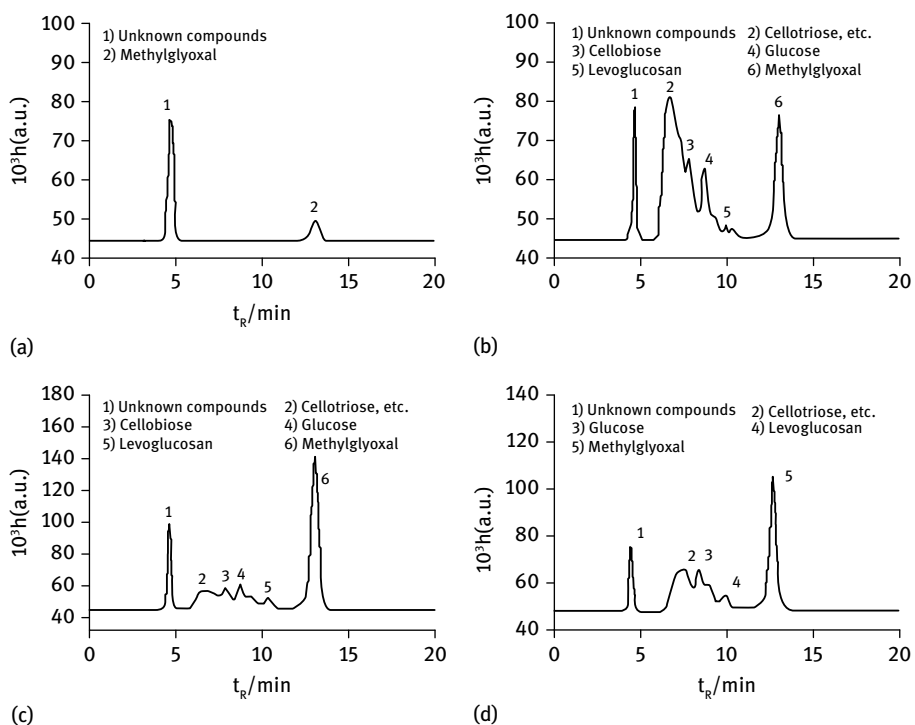 100
90
80
70
60
50
40
10³h(a.u.)
1) Unknown compounds
2) Methylglyoxal
1
2
0 5 10 15 20
t_R/min
(a)
100
90
80
70
60
50
40
10³h(a.u.)
1) Unknown compounds 2) Cellotriose, etc.
3) Cellobiose 4) Glucose
5) Levoglucosan 6) Methylglyoxal
1 2 3 4 5 6
0 5 10 15 20
t_R/min
(b)
180
160
140
120
100
80
60
40
10³h(a.u.)
1) Unknown compounds 2) Cellotriose, etc.
3) Cellobiose 4) Glucose
5) Levoglucosan 6) Methylglyoxal
1 2 3 4 5 6
0 5 10 15 20
t_R/min
(c)
140
120
100
80
60
40
10³h(a.u.)
1) Unknown compounds 2) Cellotriose, etc.
3) Glucose 4) Levoglucosan
5) Methylglyoxal
1 2 3 4 5
0 5 10 15 20
t_R/min
(d)